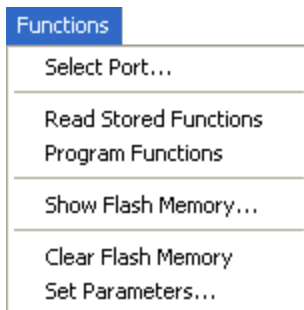 Functions
Select Port...
Read Stored Functions
Program Functions
Show Flash Memory...
Clear Flash Memory
Set Parameters...